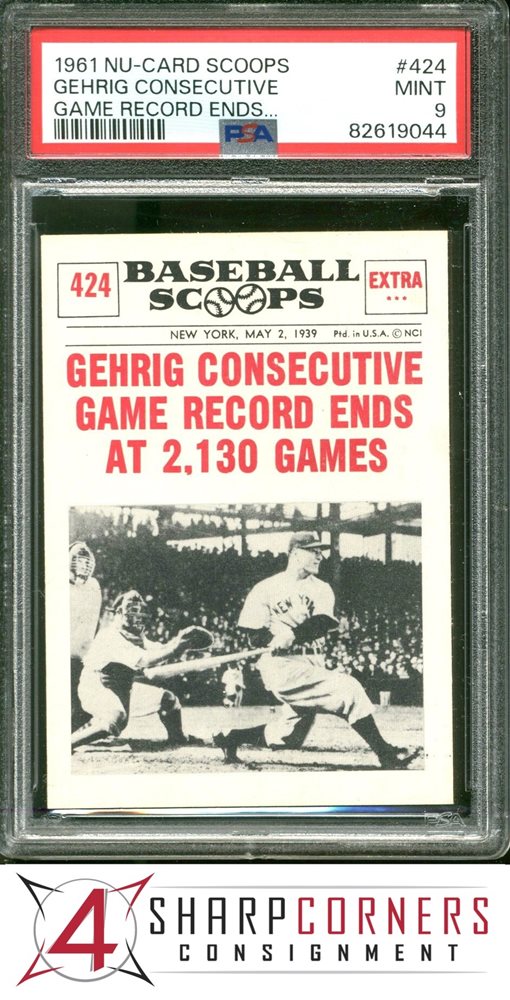 1961 NU-CARD SCOOPS #424
GEHRIG CONSECUTIVE MINT
GAME RECORD ENDS... 9
PSA 82619044
424 BASEBALL SCOOPS EXTRA
NEW YORK, MAY 2, 1939 Ptd. in U.S.A. © NCI
GEHRIG CONSECUTIVE
GAME RECORD ENDS
AT 2,130 GAMES
NEW YORK
PSA
4 SHARPCORNERS
CONSIGNMENT